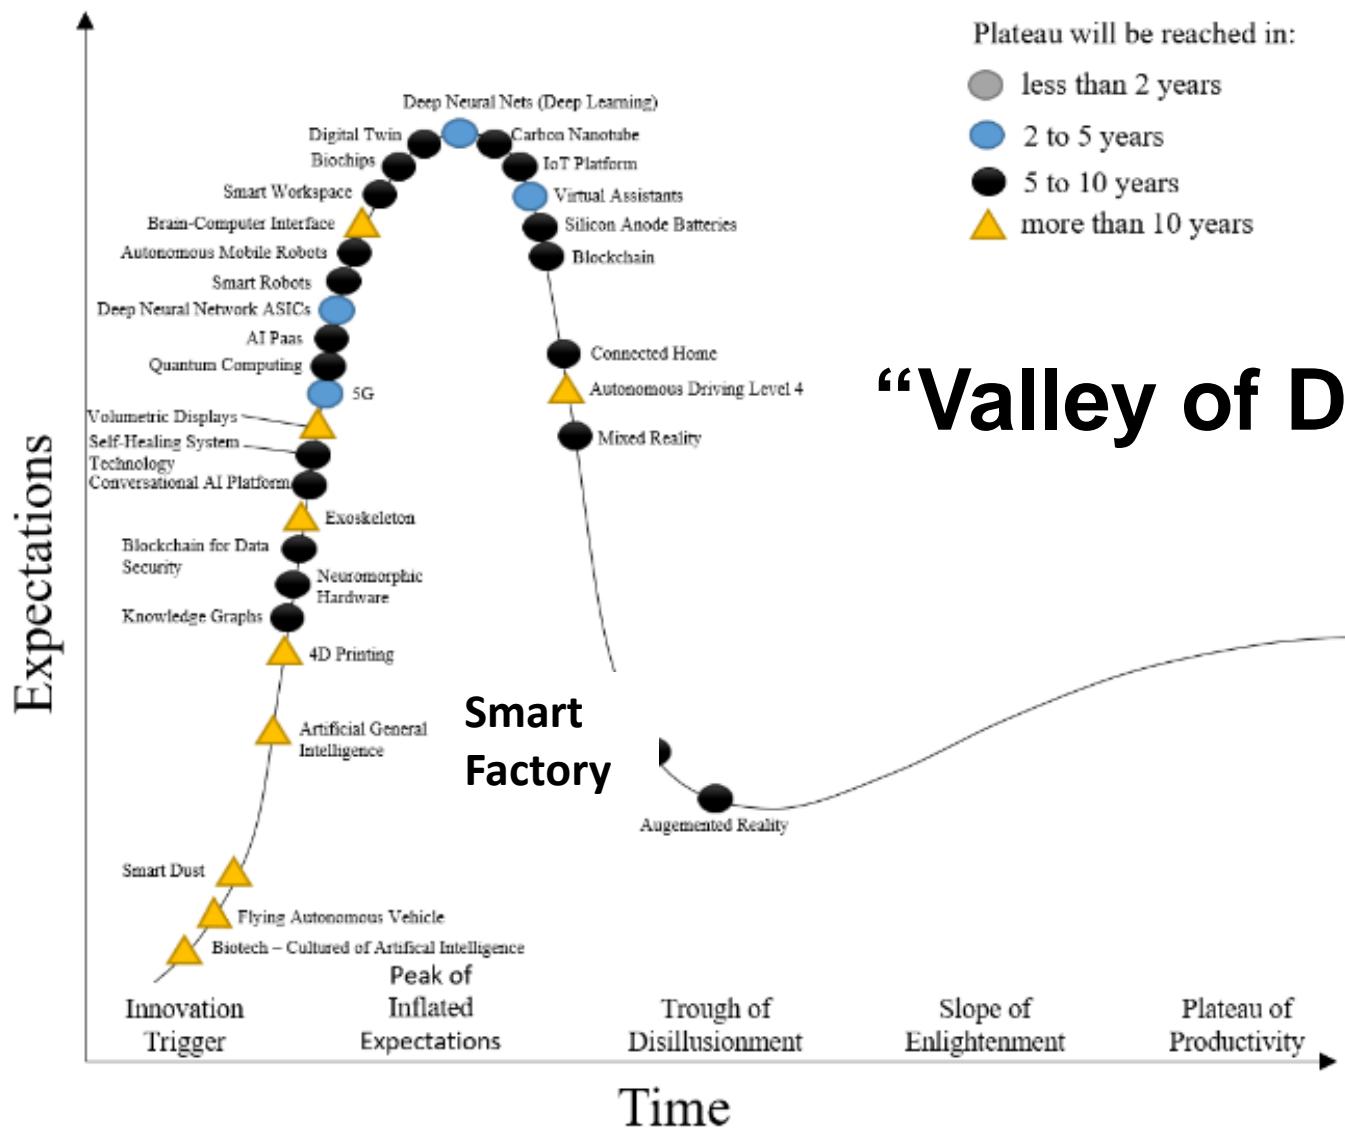 Plateau will be reached in:
less than 2 years
2 to 5 years
5 to 10 years
more than 10 years
Deep Neural Nets (Deep Learning)
Digital Twin
Carbon Nanotube
Biochips
IoT Platform
Smart Workspace
Virtual Assistants
Brain-Computer Interface
Silicon Anode Batteries
Autonomous Mobile Robots
Blockchain
Smart Robots
Deep Neural Network ASICs
AI Paas
Connected Home
Quantum Computing
Autonomous Driving Level 4
5G
“Valley of D
Volumetric Displays
Mixed Reality
Self-Healing System
Technology
Conversational AI Platform
Exoskeleton
Blockchain for Data
Security
Neuromorphic
Hardware
Knowledge Graphs
4D Printing
Smart
Factory
Artificial General
Intelligence
Augemented Reality
Smart Dust
Flying Autonomous Vehicle
Biotech – Cultured of Artifical Intelligence
Expectations
Innovation
Trigger
Peak of
Inflated
Expectations
Trough of
Disillusionment
Slope of
Enlightenment
Plateau of
Productivity
Time